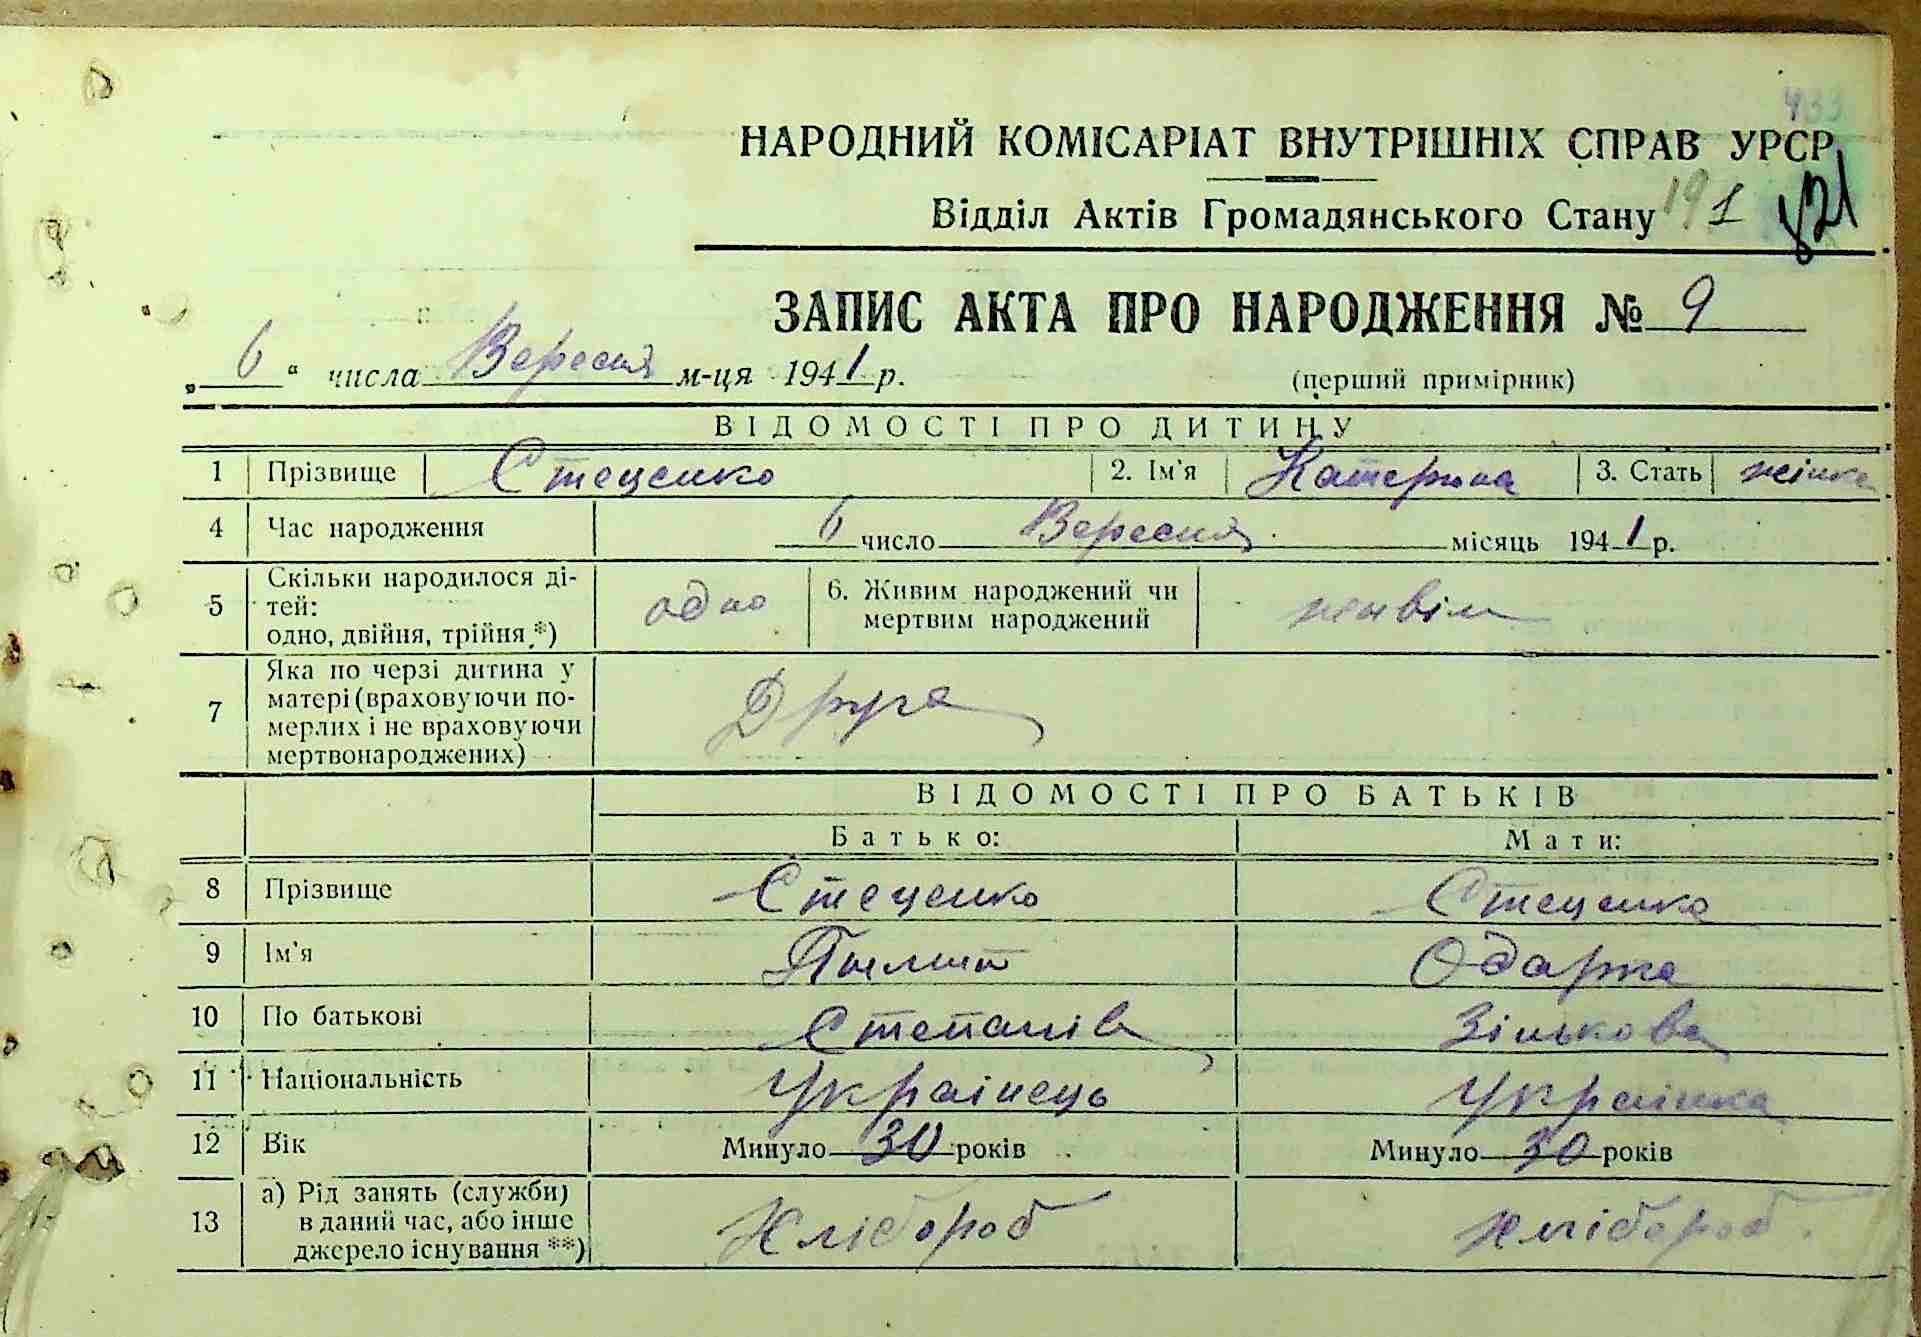 433
НАРОДНИЙ КОМІСАРІАТ ВНУТРІШНІХ СПРАВ УРСР
Відділ Актів Громадянського Стану 191 821
ЗАПИС АКТА ПРО НАРОДЖЕННЯ № 9
„6“ числа Вересня м-ця 1941 р.
(перший примірник)
ВІДОМОСТІ ПРО ДИТИНУ
1 Прізвище Стеценко 2. Ім'я Катерина 3. Стать жінка
4 Час народження 6 число Вересня місяць 1941 р.
5 Скільки народилося ді-
тей:
одно, двійня, трійня *) одно 6. Живим народжений чи
мертвим народжений живім
7 Яка по черзі дитина у
матері (враховуючи по-
мерлих і не враховуючи
мертвонароджених) Друга
ВІДОМОСТІ ПРО БАТЬКІВ
Батько: Мати:
8 Прізвище Стеценко Стеценко
9 Ім'я Пилип Одарка
10 По батькові Степанів Зінькова
11 Національність Українець Українка
12 Вік Минуло 30 років Минуло 30 років
13 а) Рід занять (служби)
в даний час, або інше
джерело існування **) Хлібороб Хлібороб.